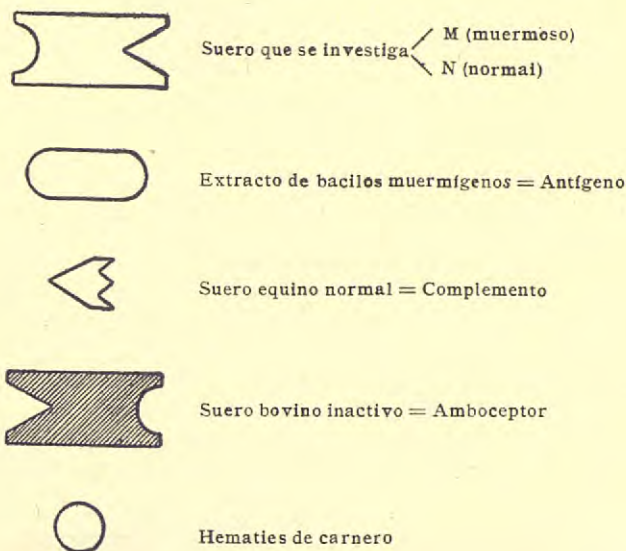 M (muermoso)
Suero que se investiga
N (normal)
Extracto de bacilos muermígenos = Antígeno
Suero equino normal = Complemento
Suero bovino inactivo = Amboceptor
Hematies de carnero